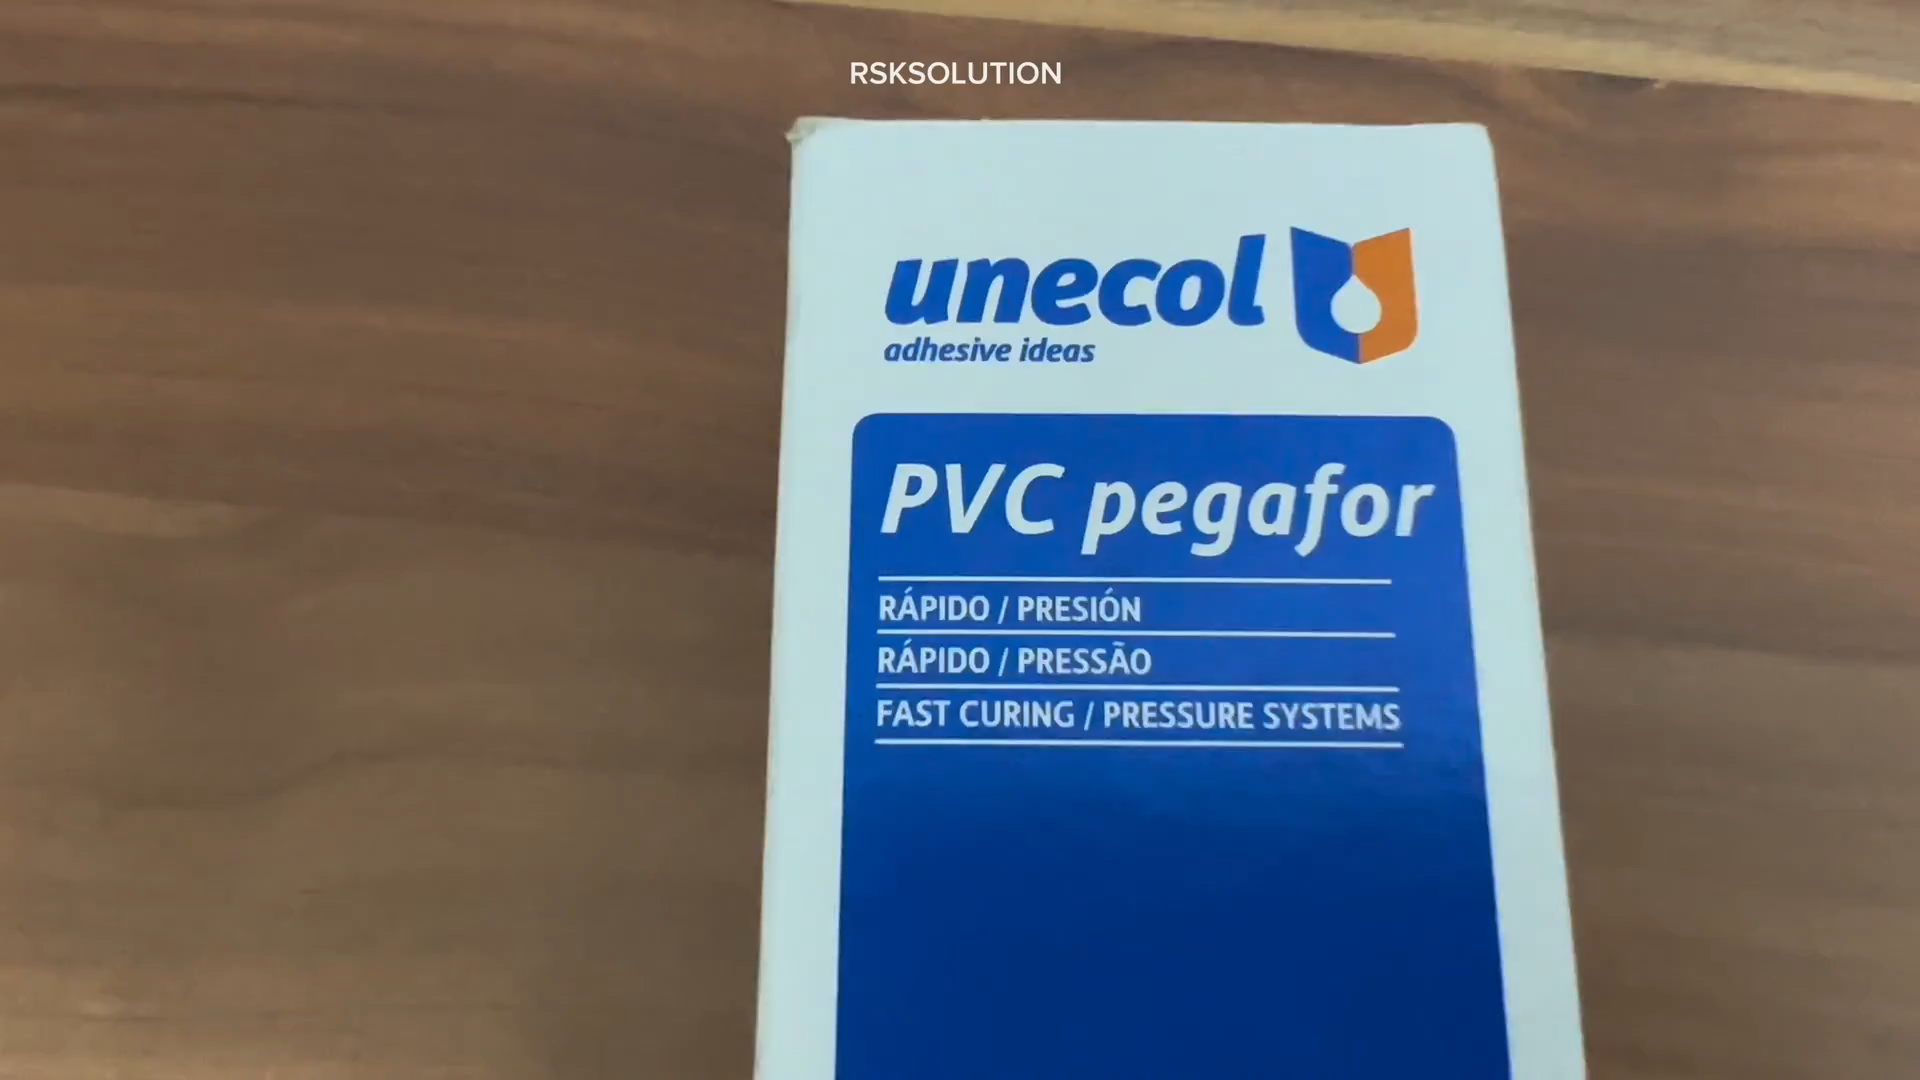 RSKSOLUTION
unecol
adhesive ideas
PVC pegafor
RÁPIDO / PRESIÓN
RÁPIDO / PRESSÃO
FAST CURING / PRESSURE SYSTEMS